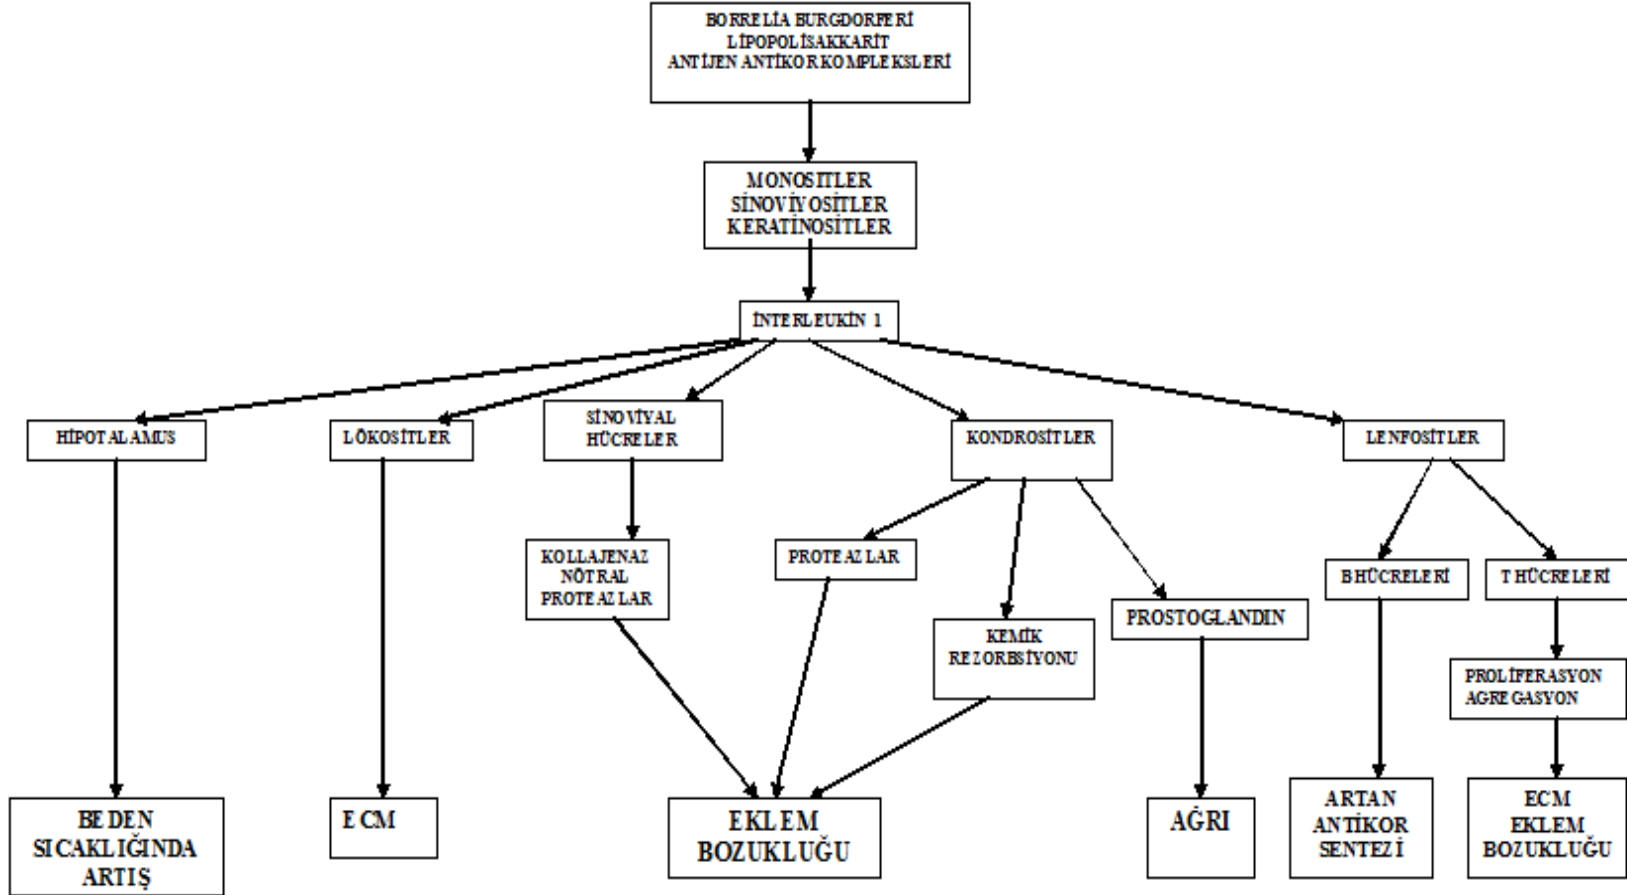 BORRELİA BURGDORFERİ
LİPOPOLİSAKKARİT
ANTİJEN ANTİKOR KOMPLEKSLERİ
MONOSITLER
SİNOVİYOSİTLER
KERATİNOSİTLER
İNTERLEUKİN 1
HİPOTALAMUS
LÖKOSİTLER
SİNOVİYAL
HÜCRELER
KONDROSİTLER
LENFOSİTLER
KOLLAJENAZ
NÖTRAL
PROTEAZLAR
PROTEAZLAR
KEMİK
REZORBSİYONU
PROSTOGLANDIN
B HÜCRELERİ
T HÜCRELERİ
PROLİFERASYON
AGREGASYON
BEDEN
SICAKLIĞINDA
ARTIŞ
ECM
EKLEM
BOZUKLUĞU
AĞRI
ARTAN
ANTİKOR
SENTEZİ
ECM
EKLEM
BOZUKLUĞU